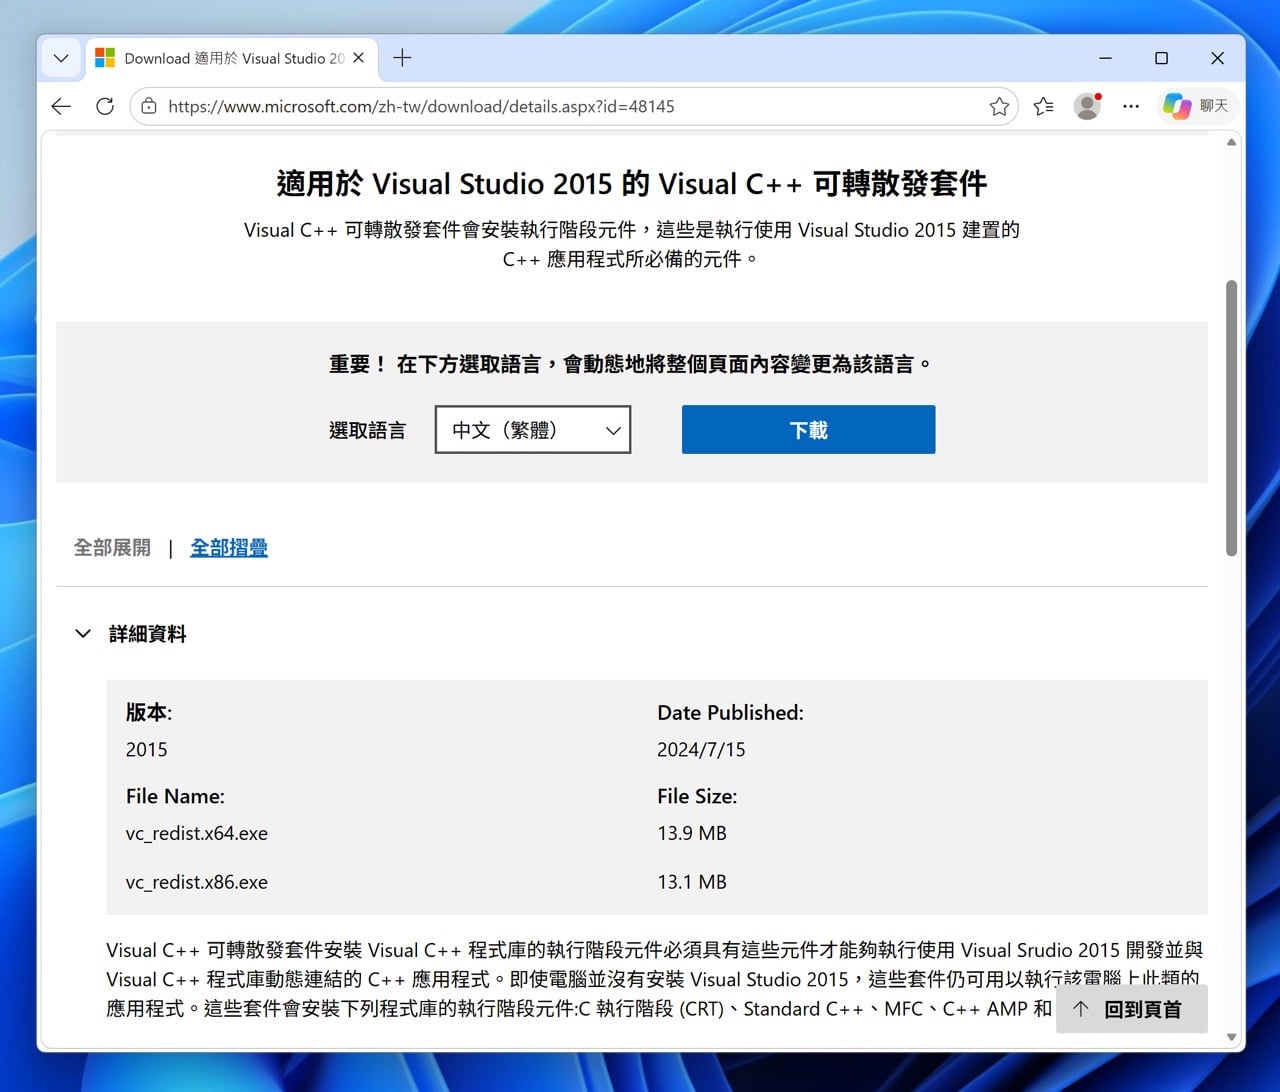 Download 適用於 Visual Studio 20
https://www.microsoft.com/zh-tw/download/details.aspx?id=48145
聊天
適用於 Visual Studio 2015 的 Visual C++ 可轉散發套件
Visual C++ 可轉散發套件會安裝執行階段元件，這些是執行使用 Visual Studio 2015 建置的
C++ 應用程式所必備的元件。
重要！ 在下方選取語言，會動態地將整個頁面內容變更為該語言。
選取語言
中文（繁體）
下載
全部展開 | 全部摺疊
詳細資料
版本:
Date Published:
2015
2024/7/15
File Name:
File Size:
vc_redist.x64.exe
13.9 MB
vc_redist.x86.exe
13.1 MB
Visual C++ 可轉散發套件安裝 Visual C++ 程式庫的執行階段元件必須具有這些元件才能夠執行使用 Visual Srudio 2015 開發並與
Visual C++ 程式庫動態連結的 C++ 應用程式。即使電腦並沒有安裝 Visual Studio 2015，這些套件仍可用以執行該電腦上此類的
應用程式。這些套件會安裝下列程式庫的執行階段元件:C 執行階段 (CRT)、Standard C++、MFC、C++ AMP 和
回到頁首